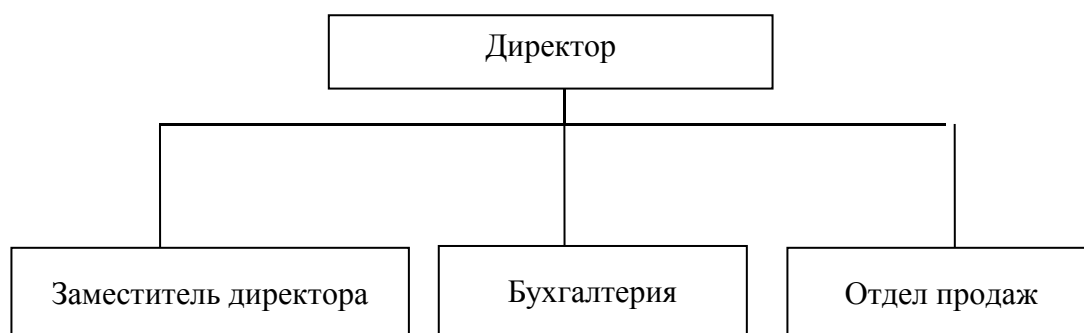 Директор
Заместитель директора
Бухгалтерия
Отдел продаж